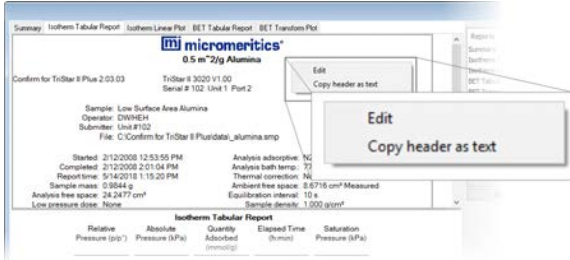 Summary Isotherm Tabular Report Isotherm Linear Plot BET Tabular Report BET Transform Plot
mi micromeritics®
0.5 m^2/g Alumina
Confirm for TriStar II Plus 2.03.03 TriStar II 3020 V1.00
Serial # 102 Unit 1 Port 2
Edit
Copy header as text
Edit
Copy header as text
Sample: Low Surface Area Alumina
Operator: DW/HEH
Submitter: Unit #102
File: C:\Confirm for TriStar II Plus\data\_alumina.smp
Started: 2/12/2008 12:53:55 PM Analysis adsorptive: N2
Completed: 2/12/2008 2:01:04 PM Analysis bath temp.: 77
Report time: 5/14/2018 1:15:20 PM Thermal correction: No
Sample mass: 0.9844 g Ambient free space: 8.6716 cm³ Measured
Analysis free space: 24.2477 cm³ Equilibration interval: 10 s
Low pressure dose: None Sample density: 1.000 g/cm³
Isotherm Tabular Report
Relative Pressure (p/p°) Absolute Pressure (kPa) Quantity Adsorbed (mmol/g) Elapsed Time (h:min) Saturation Pressure (kPa)
Reports
Summary
Isotherm